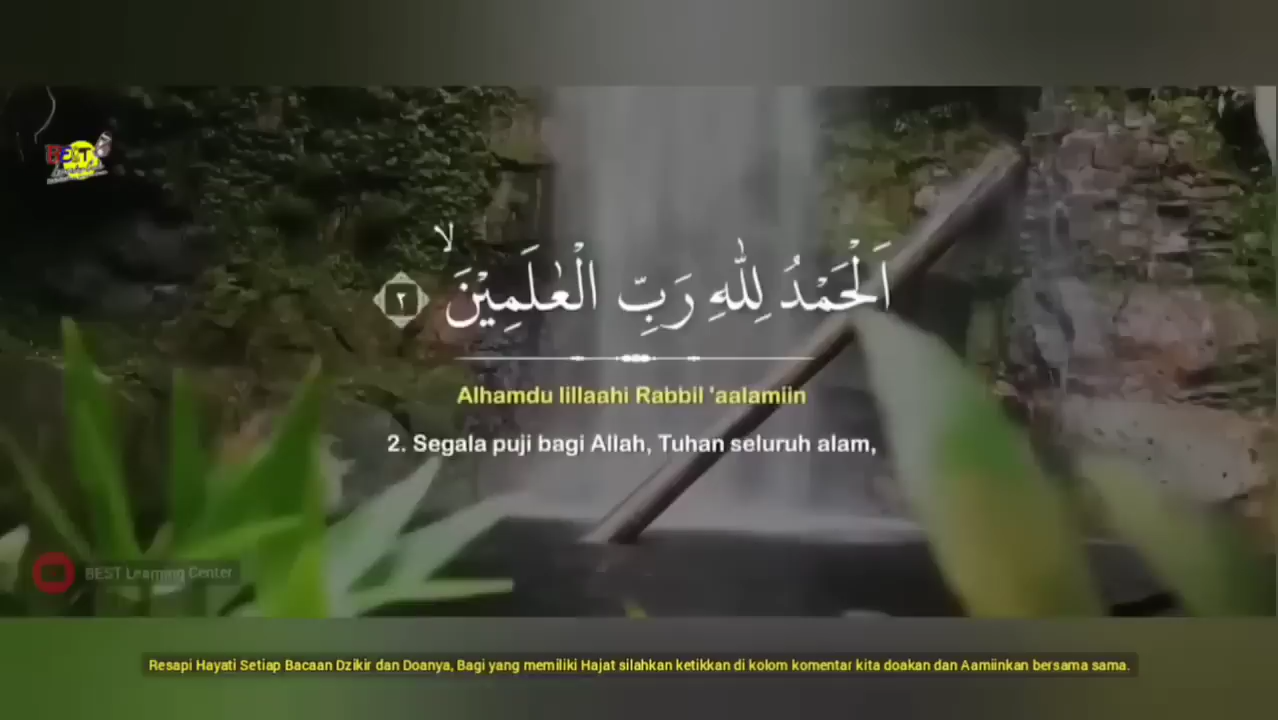 BEST
اَلْحَمْدُ لِلّٰهِ رَبِّ الْعٰلَمِيْنَۙ ٢
Alhamdu lillaahi Rabbil 'aalamiin
2. Segala puji bagi Allah, Tuhan seluruh alam,
BEST Learning Center
Resapi Hayati Setiap Bacaan Dzikir dan Doanya, Bagi yang memiliki Hajat silahkan ketikkan di kolom komentar kita doakan dan Aamiinkan bersama sama.